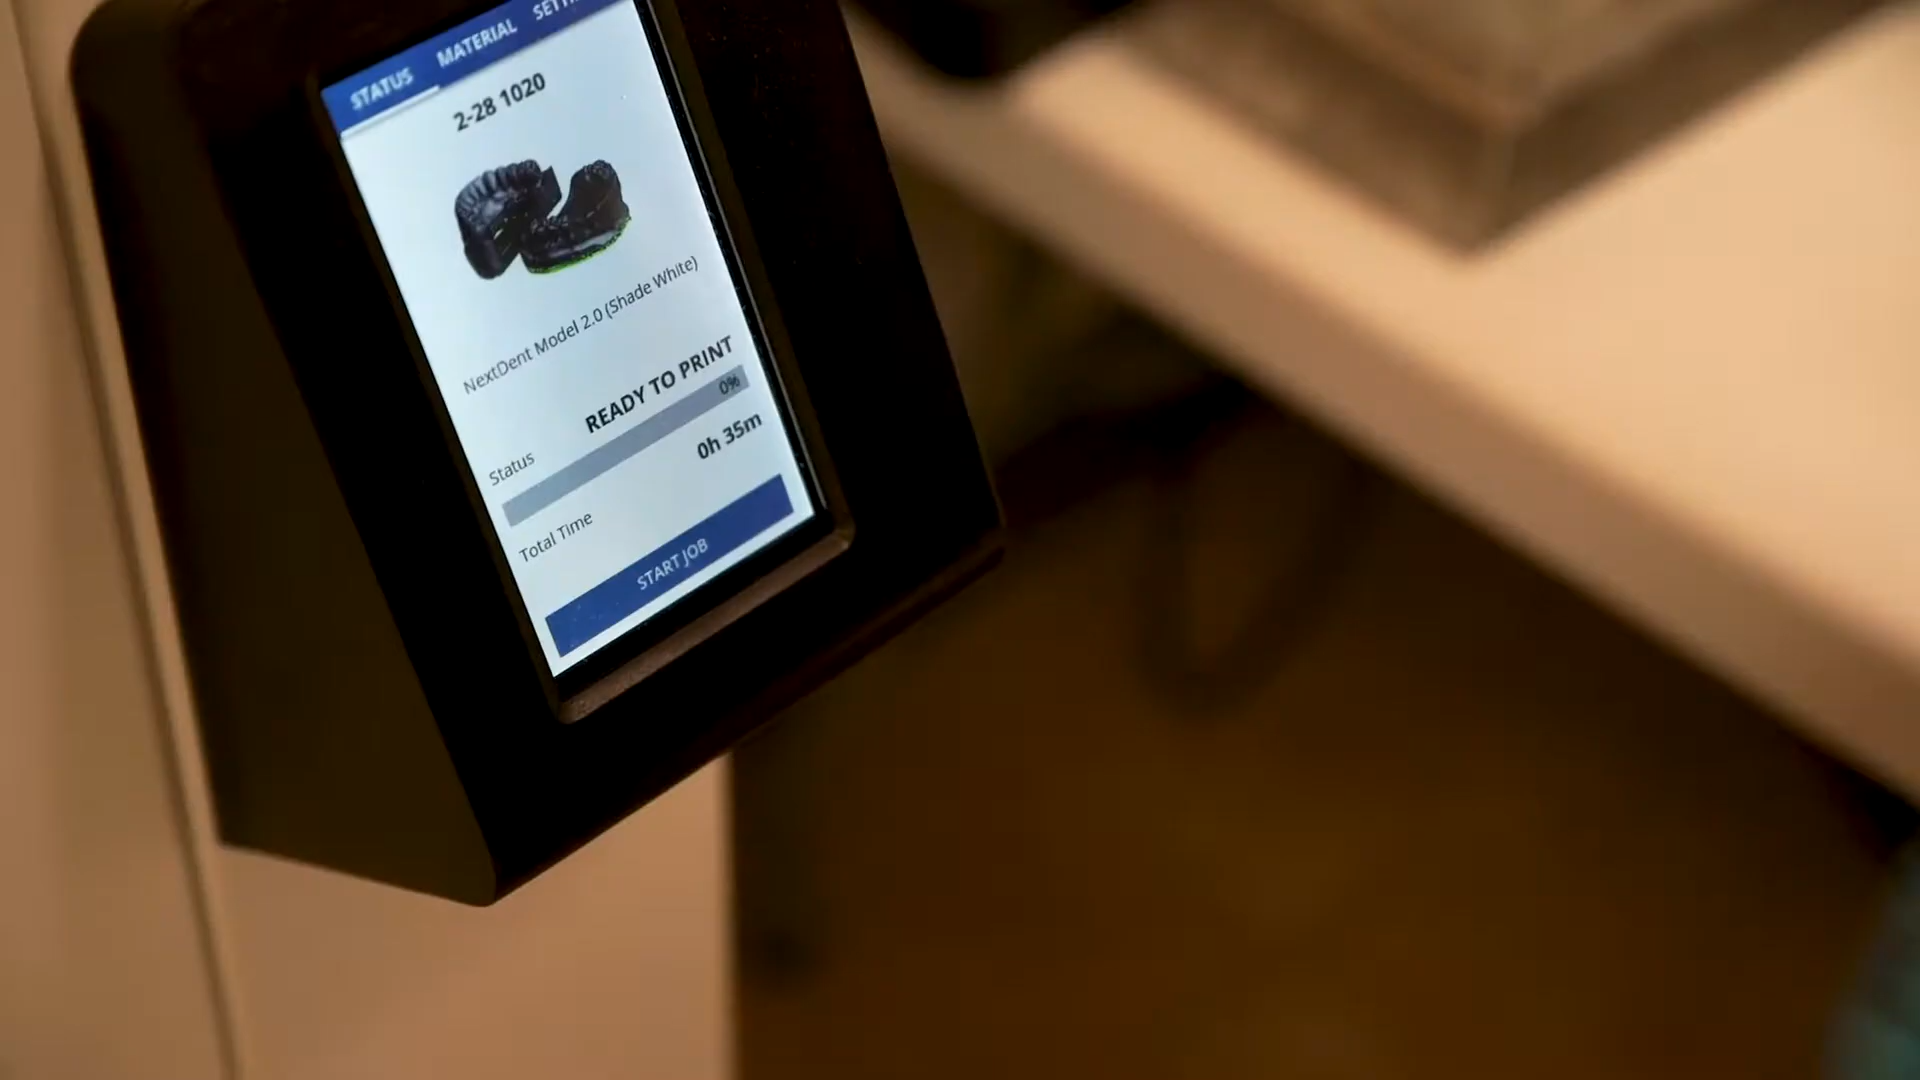 STATUS MATERIAL
2-28 1020
NextDent Model 2.0 (Shade White)
Status READY TO PRINT
0%
Total Time 0h 35m
START JOB